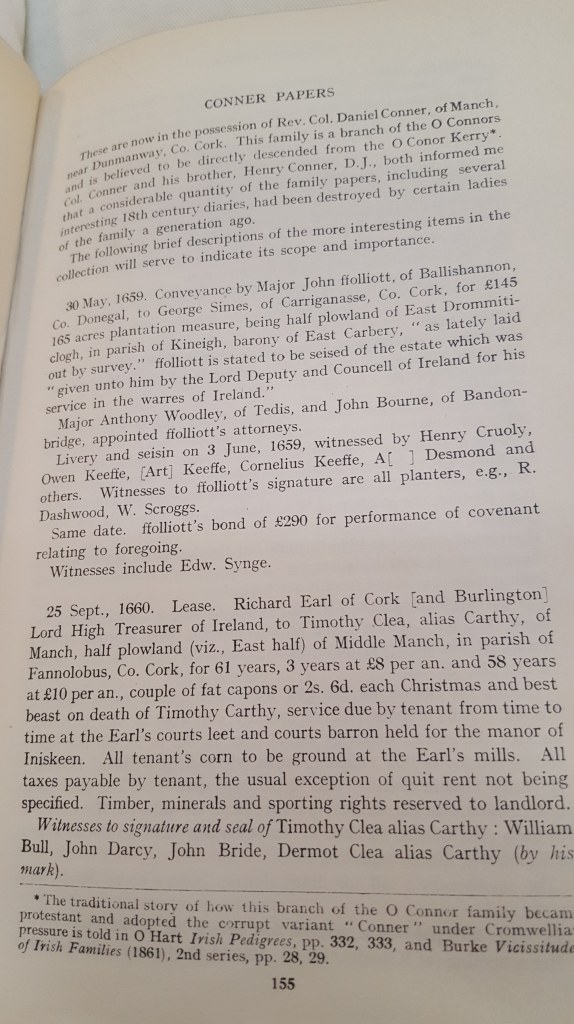 CONNER PAPERS
These are now in the possession of Rev. Col. Daniel Conner, of Manch,
near Dunmanway, Co. Cork. This family is a branch of the O Connors
and is believed to be directly descended from the O Conor Kerry*.
Col. Conner and his brother, Henry Conner, D.J., both informed me
that a considerable quantity of the family papers, including several
interesting 18th century diaries, had been destroyed by certain ladies
of the family a generation ago.
The following brief descriptions of the more interesting items in the
collection will serve to indicate its scope and importance.
30 May, 1659. Conveyance by Major John ffolliott, of Ballishannon,
Co. Donegal, to George Simes, of Carriganasse, Co. Cork, for £145
165 acres plantation measure, being half plowland of East Drommiti-
clogh, in parish of Kineigh, barony of East Carbery, " as lately laid
out by survey." ffolliott is stated to be seised of the estate which was
" given unto him by the Lord Deputy and Councell of Ireland for his
service in the warres of Ireland."
Major Anthony Woodley, of Tedis, and John Bourne, of Bandon-
bridge, appointed ffolliott's attorneys.
Livery and seisin on 3 June, 1659, witnessed by Henry Cruoly,
Owen Keeffe, [Art] Keeffe, Cornelius Keeffe, A[ ] Desmond and
others. Witnesses to ffolliott's signature are all planters, e.g., R.
Dashwood, W. Scroggs.
Same date. ffolliott's bond of £290 for performance of covenant
relating to foregoing.
Witnesses include Edw. Synge.
25 Sept., 1660. Lease. Richard Earl of Cork [and Burlington]
Lord High Treasurer of Ireland, to Timothy Clea, alias Carthy, of
Manch, half plowland (viz., East half) of Middle Manch, in parish of
Fannolobus, Co. Cork, for 61 years, 3 years at £8 per an. and 58 years
at £10 per an., couple of fat capons or 2s. 6d. each Christmas and best
beast on death of Timothy Carthy, service due by tenant from time to
time at the Earl's courts leet and courts barron held for the manor of
Iniskeen. All tenant's corn to be ground at the Earl's mills. All
taxes payable by tenant, the usual exception of quit rent not being
specified. Timber, minerals and sporting rights reserved to landlord.
Witnesses to signature and seal of Timothy Clea alias Carthy : William
Bull, John Darcy, John Bride, Dermot Clea alias Carthy (by his
mark).
* The traditional story of how this branch of the O Connor family becam
protestant and adopted the corrupt variant " Conner " under Cromwellia
pressure is told in O Hart Irish Pedigrees, pp. 332, 333, and Burke Vicissitude
of Irish Families (1861), 2nd series, pp. 28, 29.
155